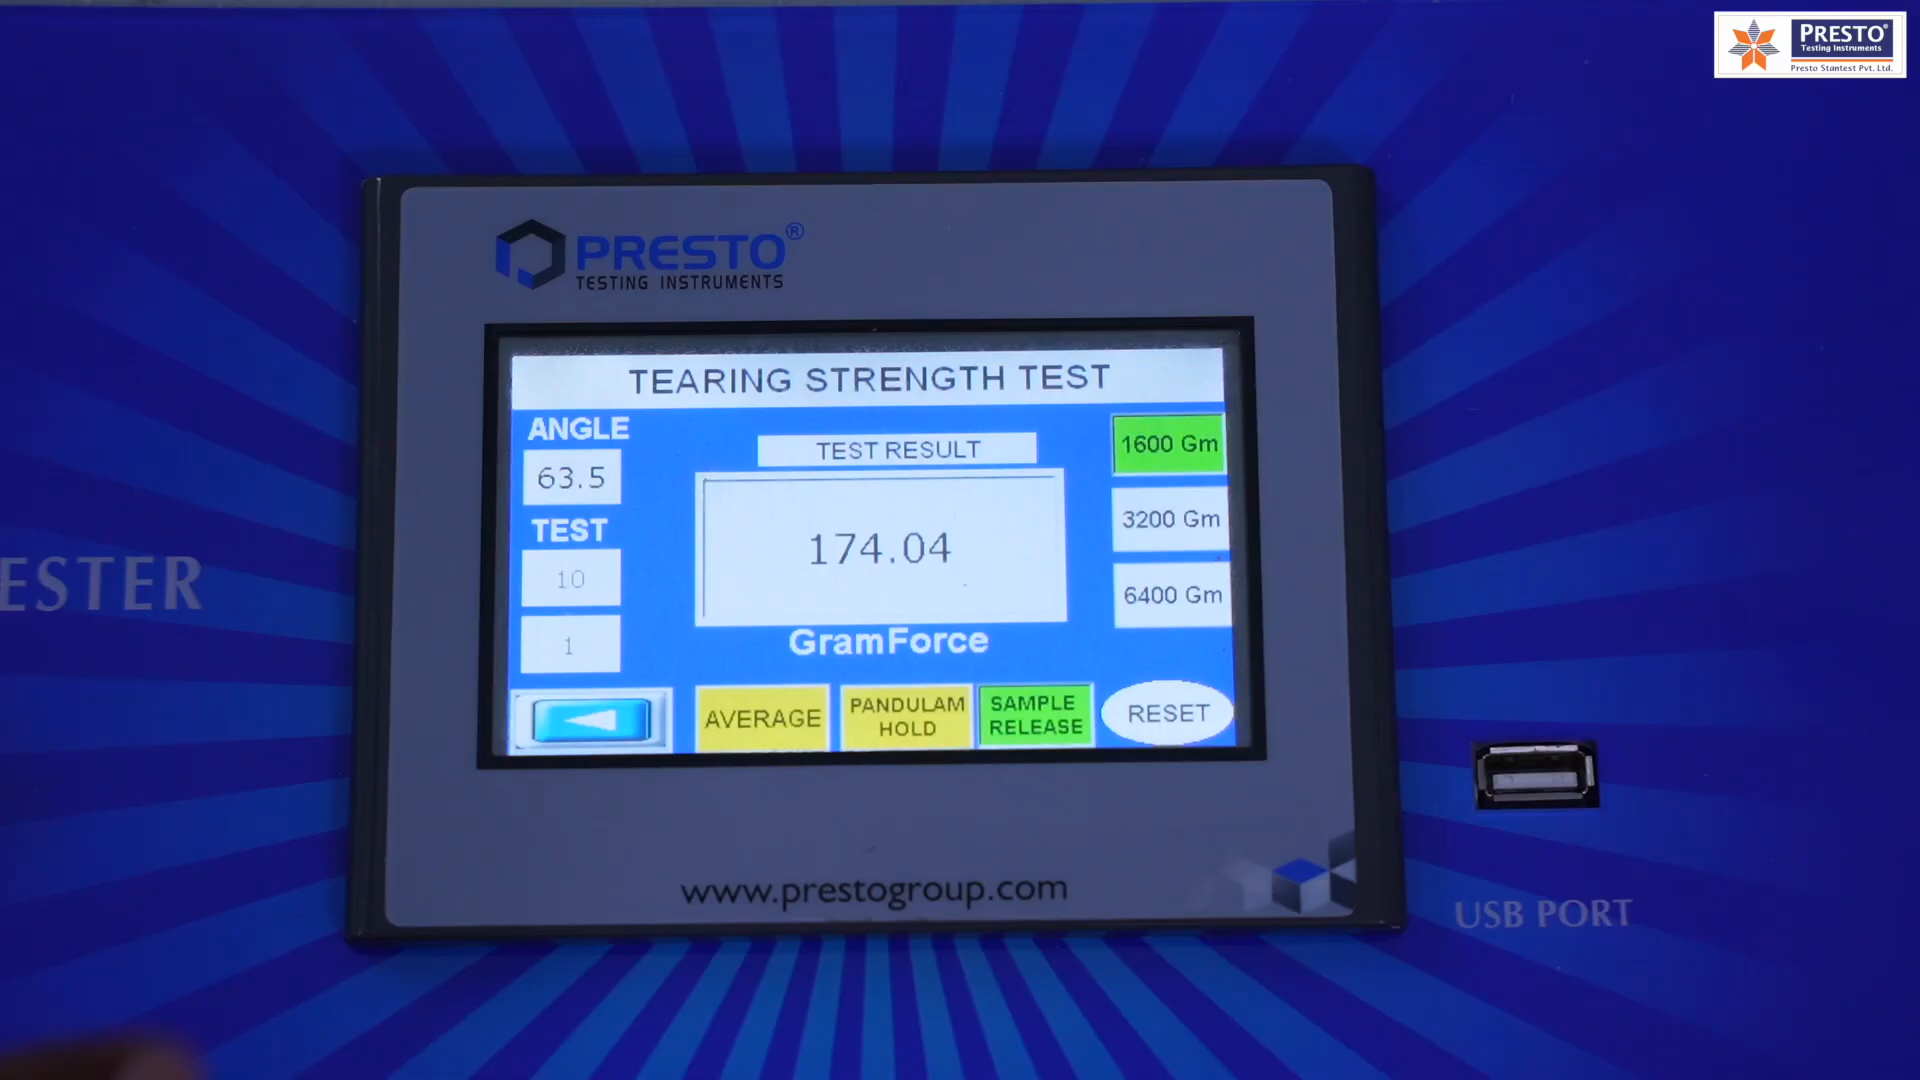 PRESTO®
Testing Instruments
Presto Stantest Pvt. Ltd.
PRESTO®
TESTING INSTRUMENTS
TEARING STRENGTH TEST
ANGLE
63.5
TEST
10
1
TEST RESULT
174.04
GramForce
1600 Gm
3200 Gm
6400 Gm
AVERAGE
PANDULAM
HOLD
SAMPLE
RELEASE
RESET
ESTER
www.prestogroup.com
USB PORT